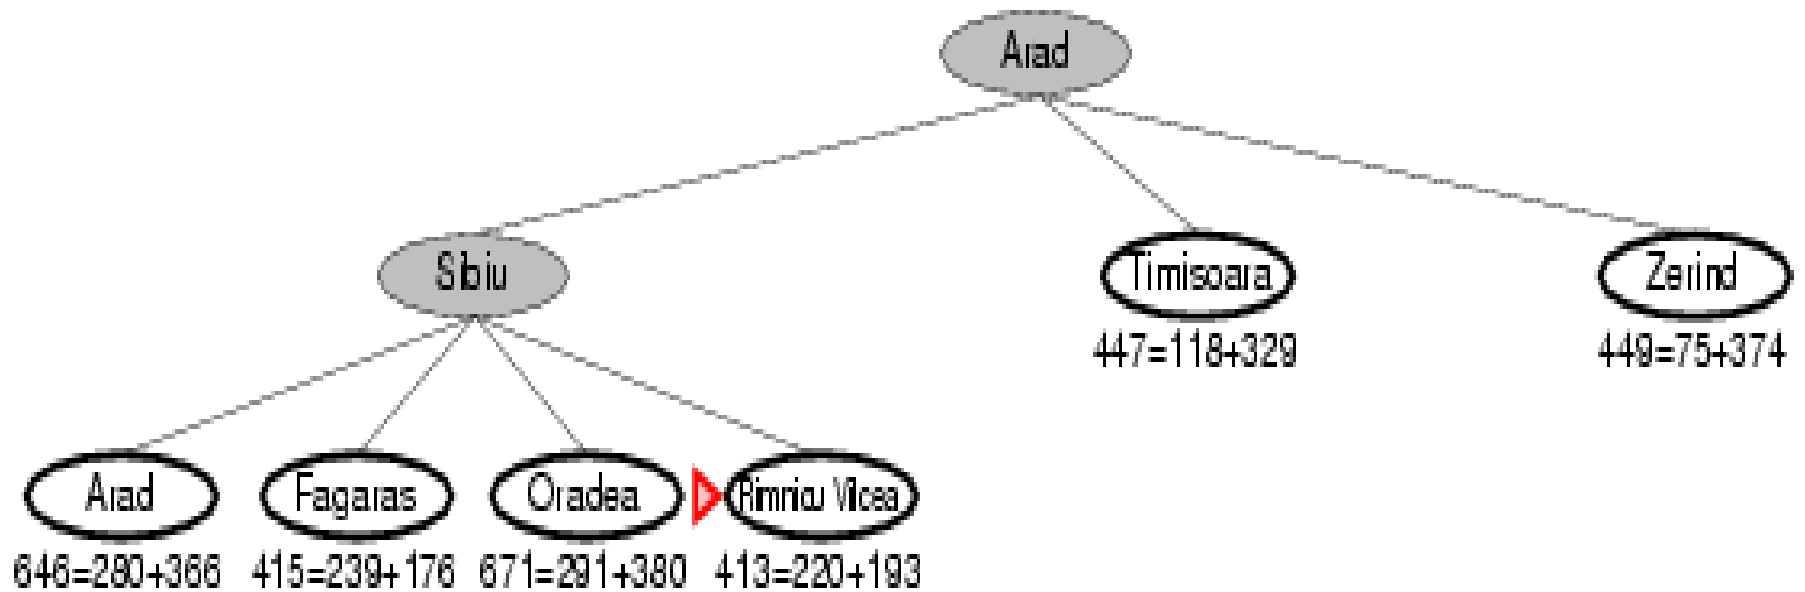 Arad
Sibiu
Timisoara
Zerind
447=118+329
449=75+374
Arad
Fagaras
Oradea
Rimnicu Vilcea
646=280+366
415=239+176
671=291+380
413=220+193